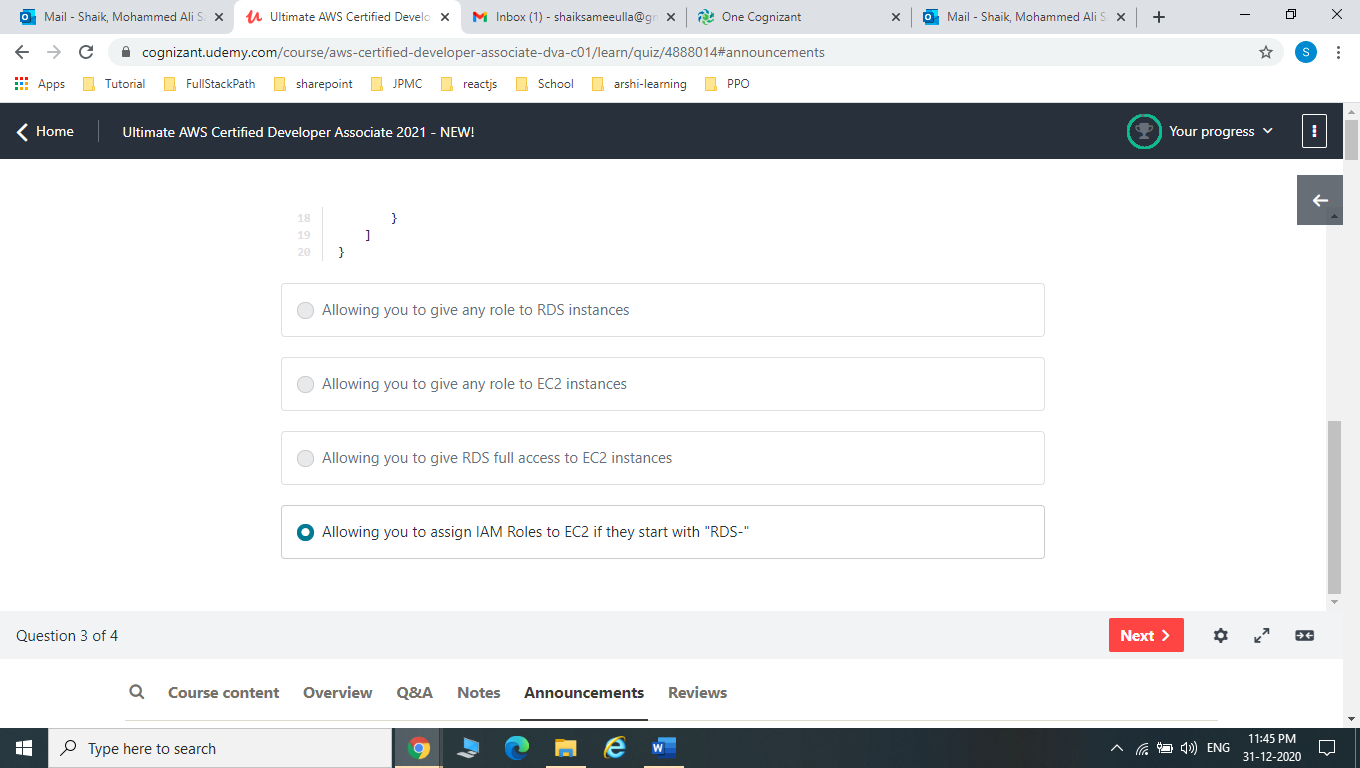 Mail - Shaik, Mohammed Ali S
Ultimate AWS Certified Develo
Inbox (1) - shaiksameeulla@gr
One Cognizant
Mail - Shaik, Mohammed Ali S
cognizant.udemy.com/course/aws-certified-developer-associate-dva-c01/learn/quiz/4888014#announcements
S
Apps Tutorial FullStackPath sharepoint JPMC reactjs School arshi-learning PPO
Home Ultimate AWS Certified Developer Associate 2021 - NEW! Your progress
18 }
19 ]
20 }
Allowing you to give any role to RDS instances
Allowing you to give any role to EC2 instances
Allowing you to give RDS full access to EC2 instances
Allowing you to assign IAM Roles to EC2 if they start with "RDS-"
Question 3 of 4 Next
Course content Overview Q&A Notes Announcements Reviews
Type here to search
ENG
11:45 PM
31-12-2020